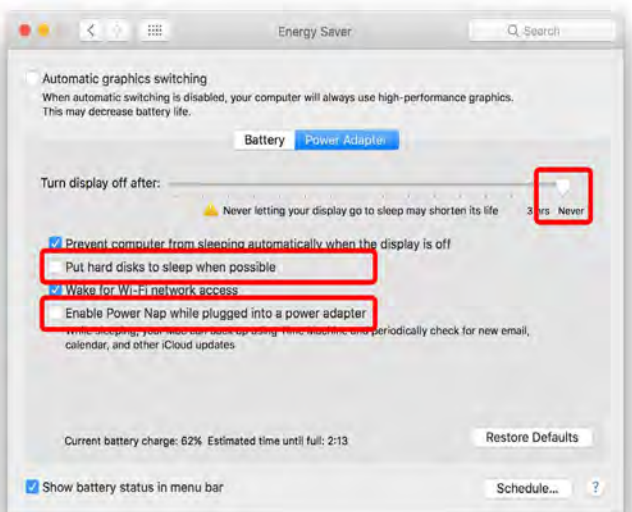 Energy Saver
Search
Automatic graphics switching
When automatic switching is disabled, your computer will always use high-performance graphics.
This may decrease battery life.
Battery Power Adapter
Turn display off after:
Never letting your display go to sleep may shorten its life 3 hrs Never
Prevent computer from sleeping automatically when the display is off
Put hard disks to sleep when possible
Wake for Wi-Fi network access
Enable Power Nap while plugged into a power adapter
While sleeping, your Mac can back up using Time Machine and periodically check for new email,
calendar, and other iCloud updates
Current battery charge: 62% Estimated time until full: 2:13
Restore Defaults
Show battery status in menu bar
Schedule...
?